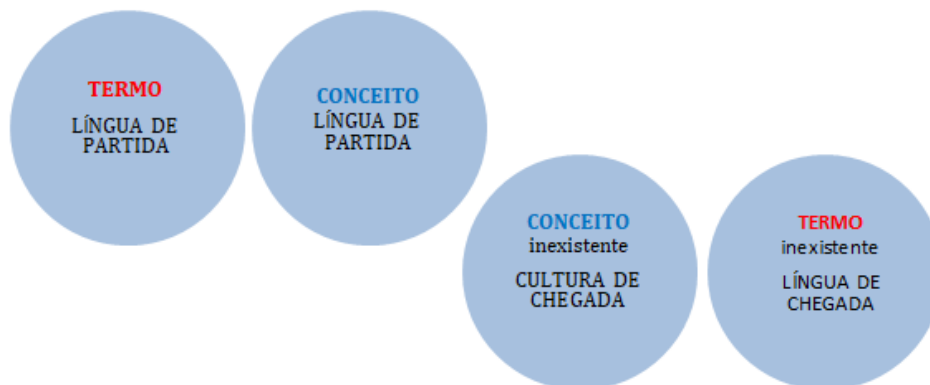 TERMO
LÍNGUA DE
PARTIDA
CONCEITO
LÍNGUA DE
PARTIDA
CONCEITO
inexistente
CULTURA DE
CHEGADA
TERMO
inexistente
LÍNGUA DE
CHEGADA